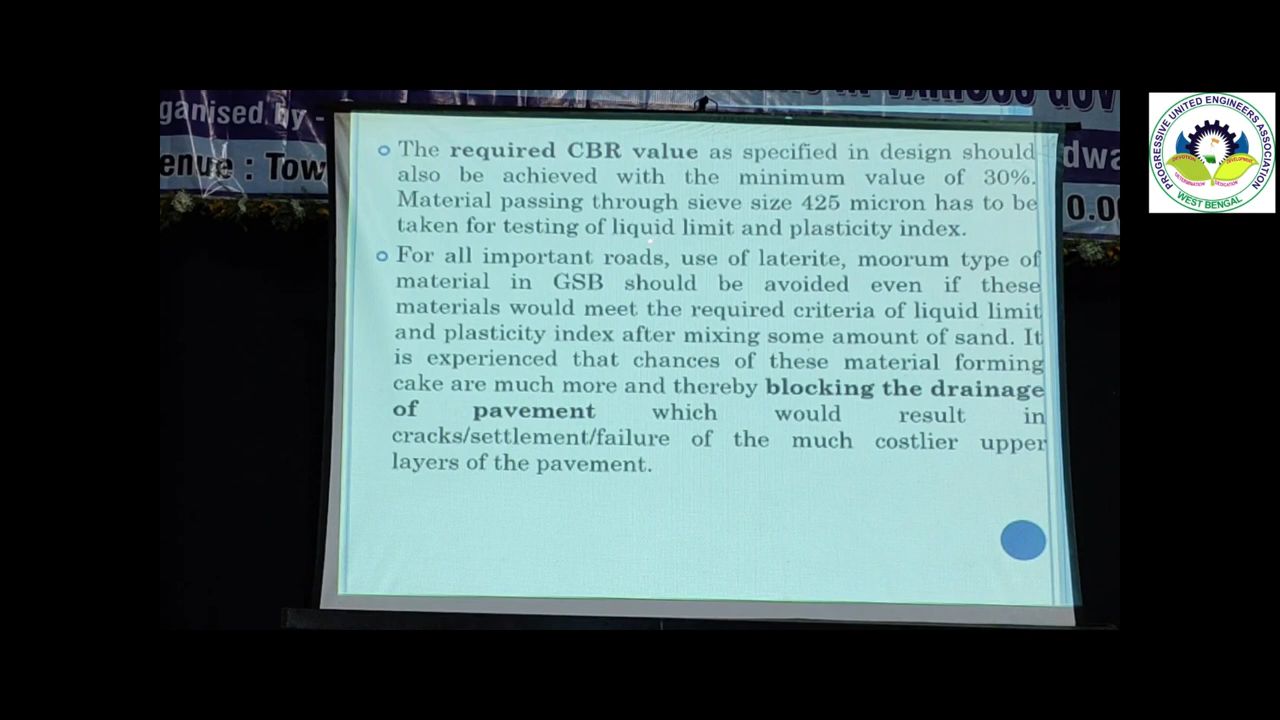 ganised by -
enue : Tow
dwa
0.0
The required CBR value as specified in design should
also be achieved with the minimum value of 30%.
Material passing through sieve size 425 micron has to be
taken for testing of liquid limit and plasticity index.
For all important roads, use of laterite, moorum type of
material in GSB should be avoided even if these
materials would meet the required criteria of liquid limit
and plasticity index after mixing some amount of sand. It
is experienced that chances of these material forming
cake are much more and thereby blocking the drainage
of pavement which would result in
cracks/settlement/failure of the much costlier upper
layers of the pavement.
PROGRESSIVE UNITED ENGINEERS ASSOCIATION
DEVOTION
DEVELOPMENT
DETERMINATION
DEDICATION
WEST BENGAL